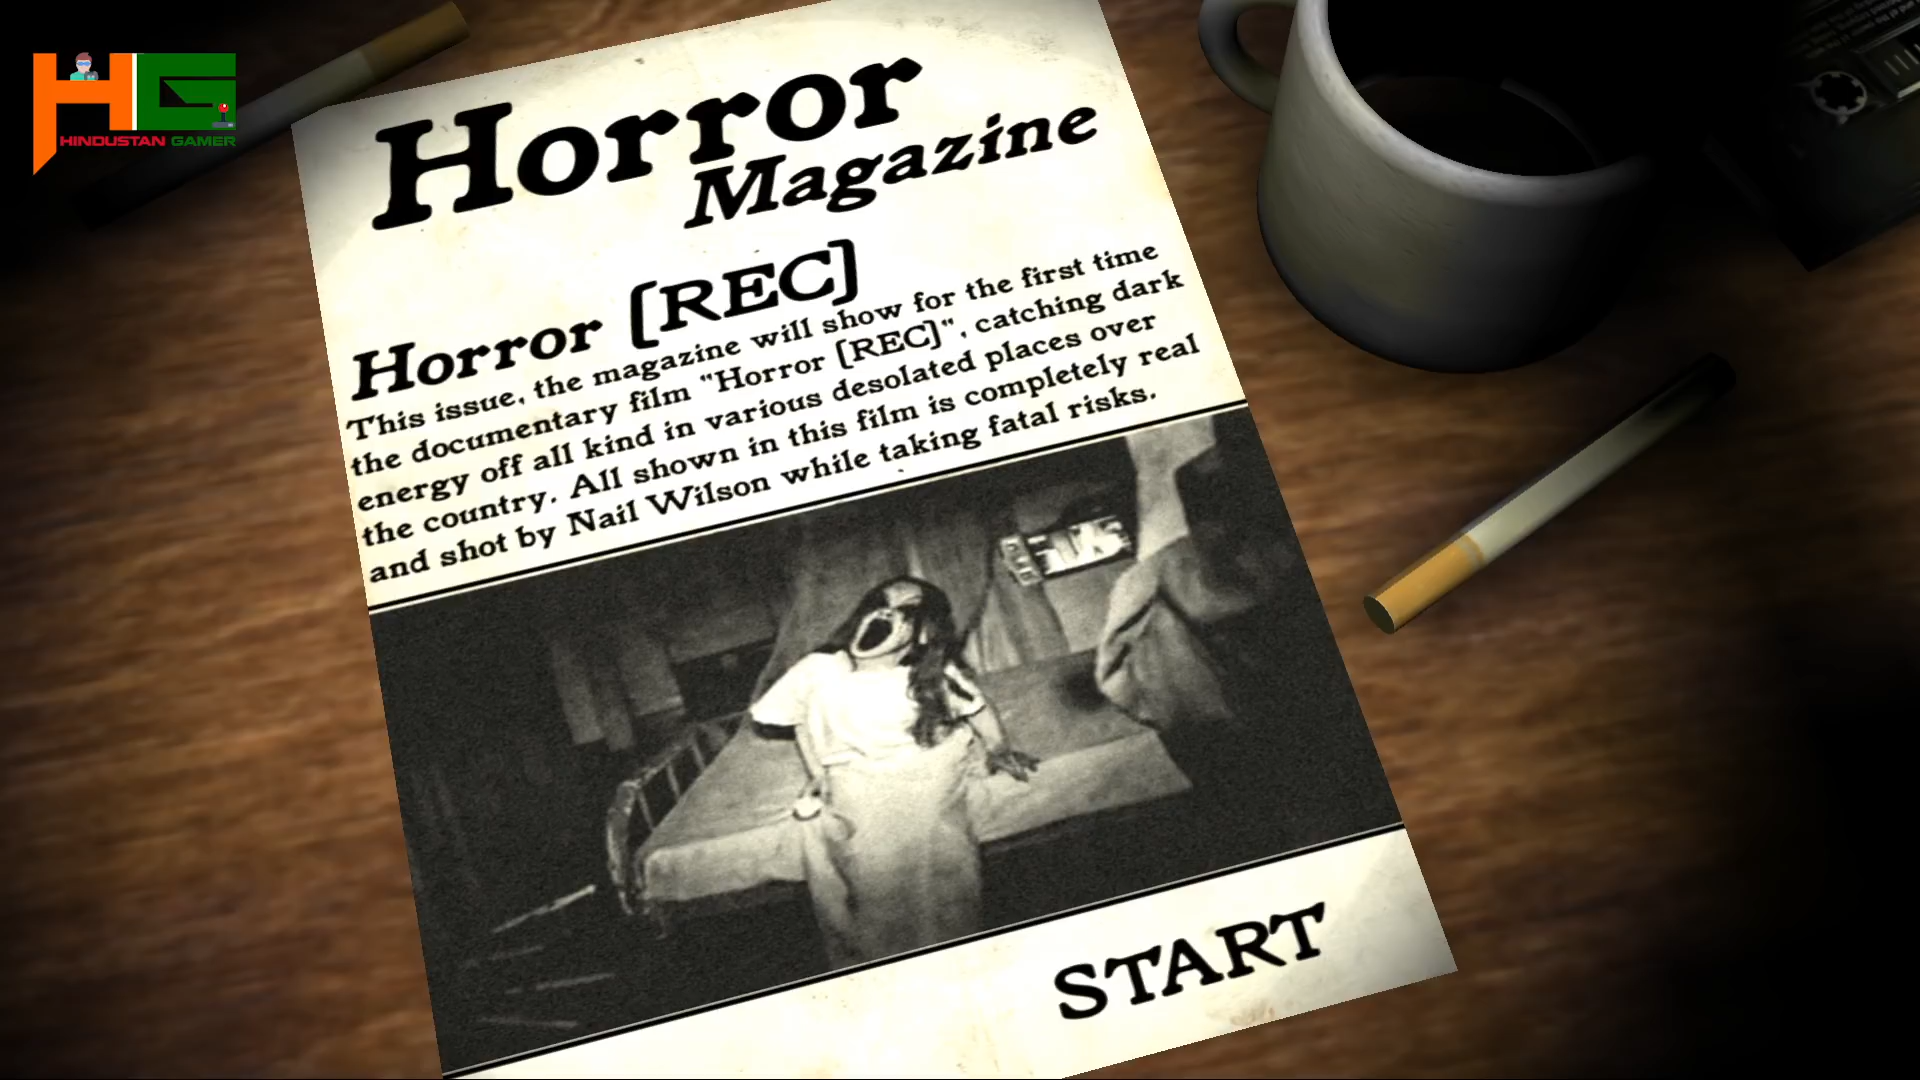 HINDUSTAN GAMER
Horror
Magazine
Horror [REC]
This issue, the magazine will show for the first time
the documentary film "Horror [REC]", catching dark
energy off all kind in various desolated places over
the country. All shown in this film is completely real
and shot by Nail Wilson while taking fatal risks.
START